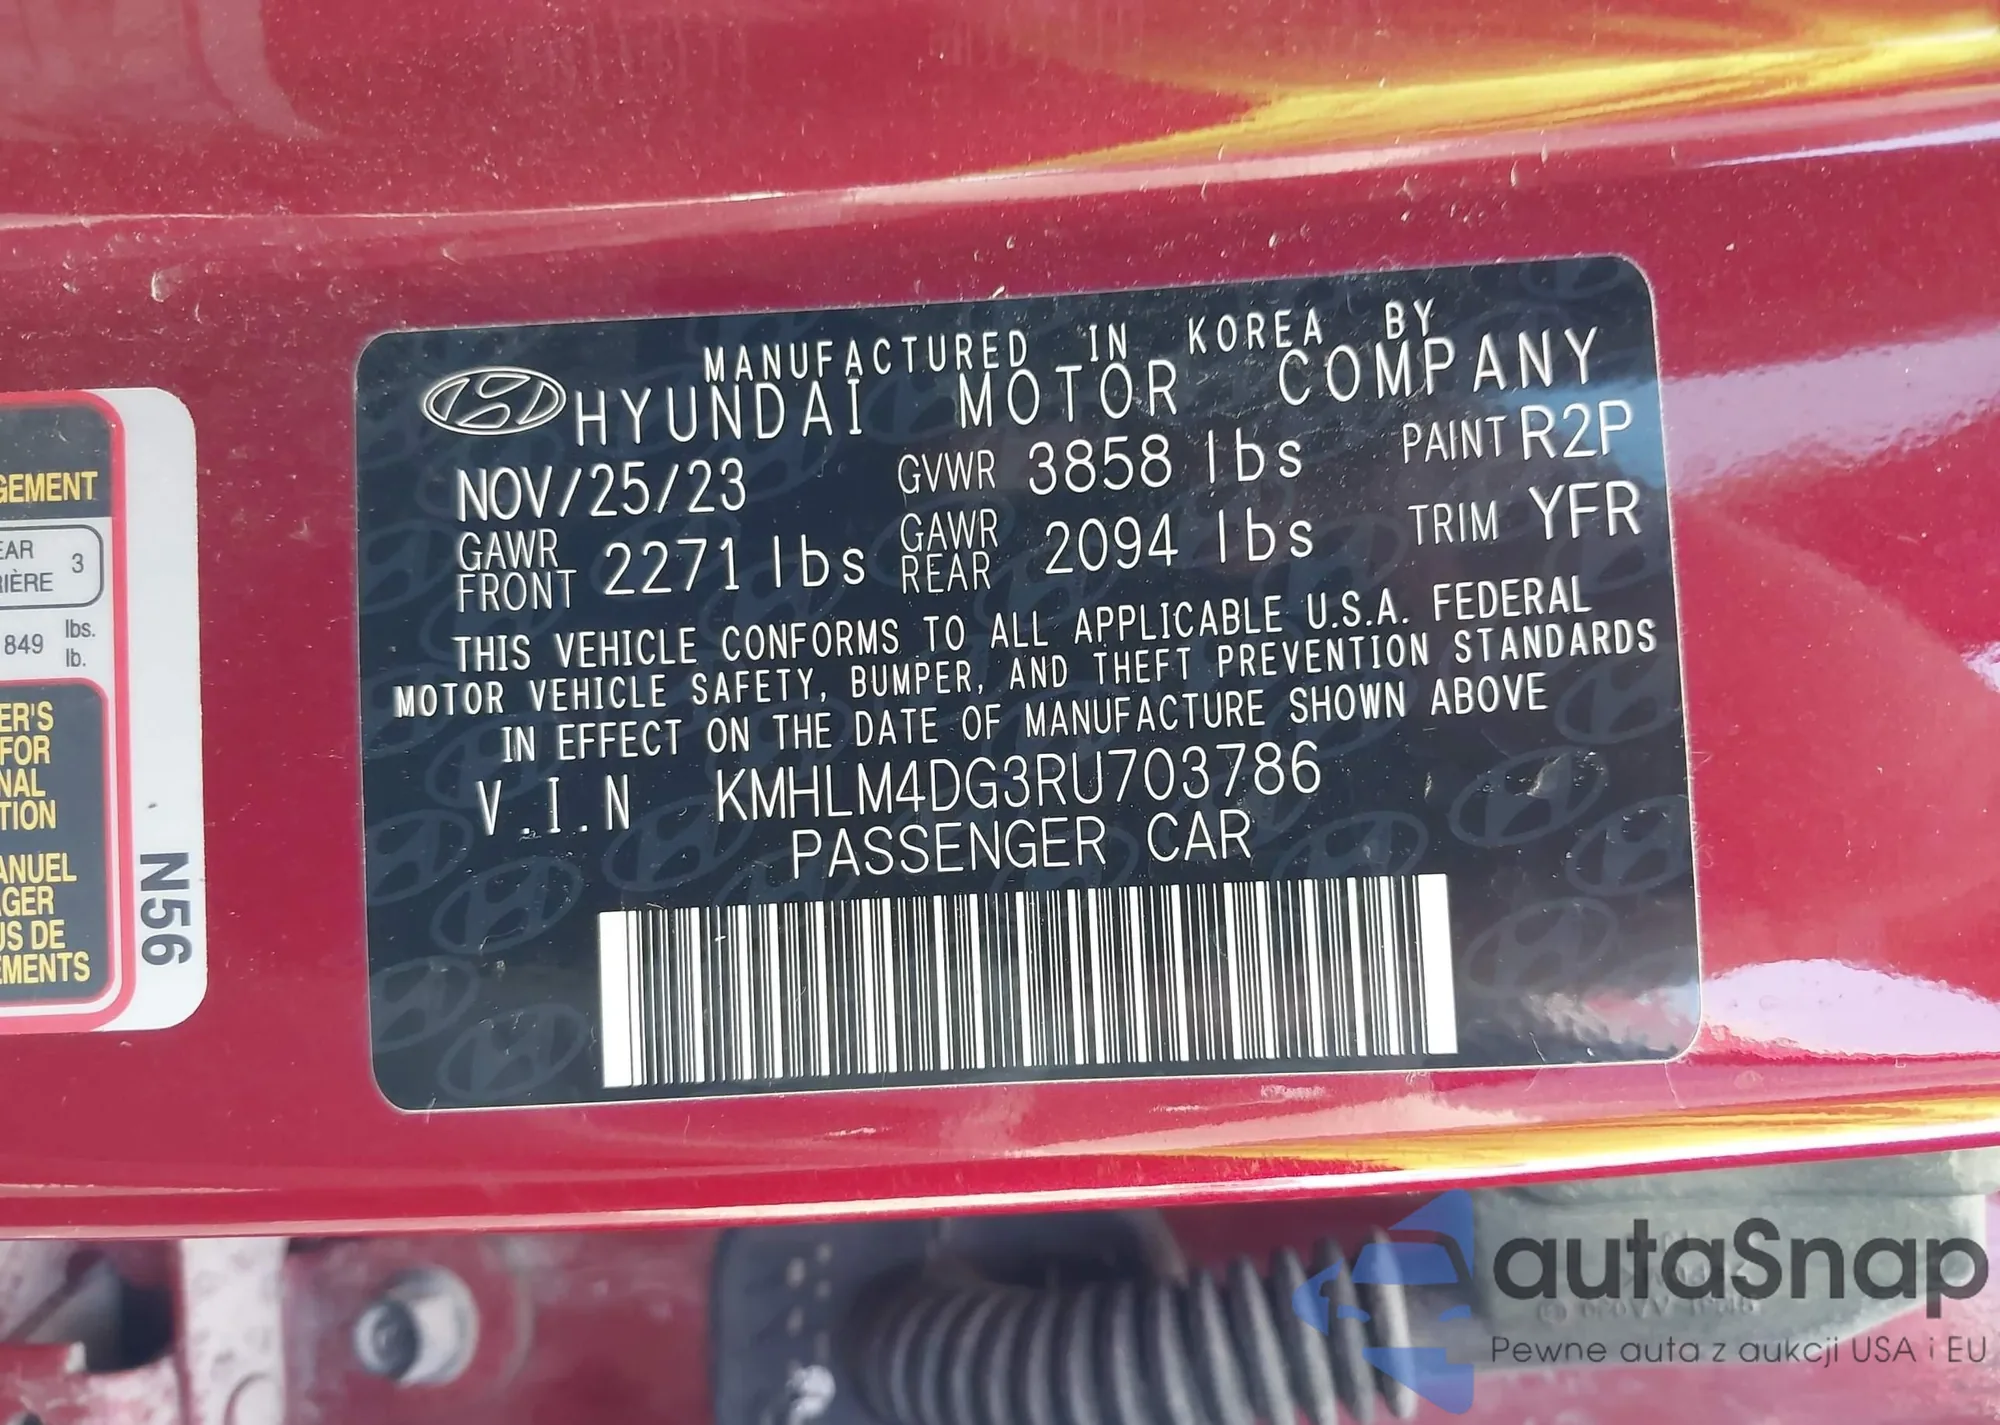 MANUFACTURED IN KOREA BY
HYUNDAI MOTOR COMPANY
NOV/25/23 GVWR 3858 lbs PAINT R2P
GAWR FRONT 2271 lbs GAWR REAR 2094 lbs TRIM YFR
THIS VEHICLE CONFORMS TO ALL APPLICABLE U.S.A. FEDERAL
MOTOR VEHICLE SAFETY, BUMPER, AND THEFT PREVENTION STANDARDS
IN EFFECT ON THE DATE OF MANUFACTURE SHOWN ABOVE
V.I.N KMHLM4DG3RU703786
PASSENGER CAR
GEMENT
EAR 3
RIÈRE
849 lbs.
lb.
ER'S
FOR
NAL
TION
ANUEL
AGER
US DE
EMENTS
N56
autaSnap
Pewne auta z aukcji USA i EU